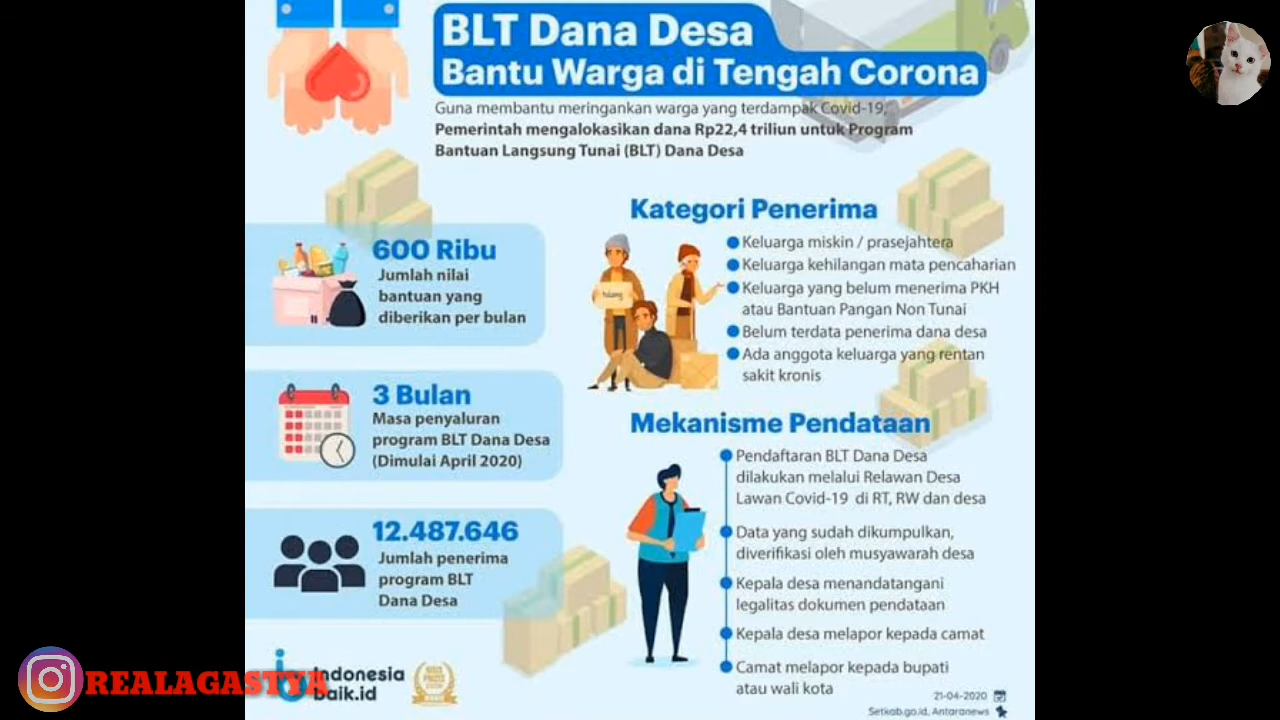 BLT Dana Desa
Bantu Warga di Tengah Corona
Guna membantu meringankan warga yang terdampak Covid-19,
Pemerintah mengalokasikan dana Rp22,4 triliun untuk Program
Bantuan Langsung Tunai (BLT) Dana Desa
600 Ribu
Jumlah nilai
bantuan yang
diberikan per bulan
3 Bulan
Masa penyaluran
program BLT Dana Desa
(Dimulai April 2020)
12.487.646
Jumlah penerima
program BLT
Dana Desa
Kategori Penerima
Keluarga miskin / prasejahtera
Keluarga kehilangan mata pencaharian
Keluarga yang belum menerima PKH
atau Bantuan Pangan Non Tunai
Belum terdata penerima dana desa
Ada anggota keluarga yang rentan
sakit kronis
Mekanisme Pendataan
Pendaftaran BLT Dana Desa
dilakukan melalui Relawan Desa
Lawan Covid-19 di RT, RW dan desa
Data yang sudah dikumpulkan,
diverifikasi oleh musyawarah desa
Kepala desa menandatangani
legalitas dokumen pendataan
Kepala desa melapor kepada camat
Camat melapor kepada bupati
atau wali kota
indonesia
baik.id
REALAGASTYA
21-04-2020
Setkab.go.id, Antaranews